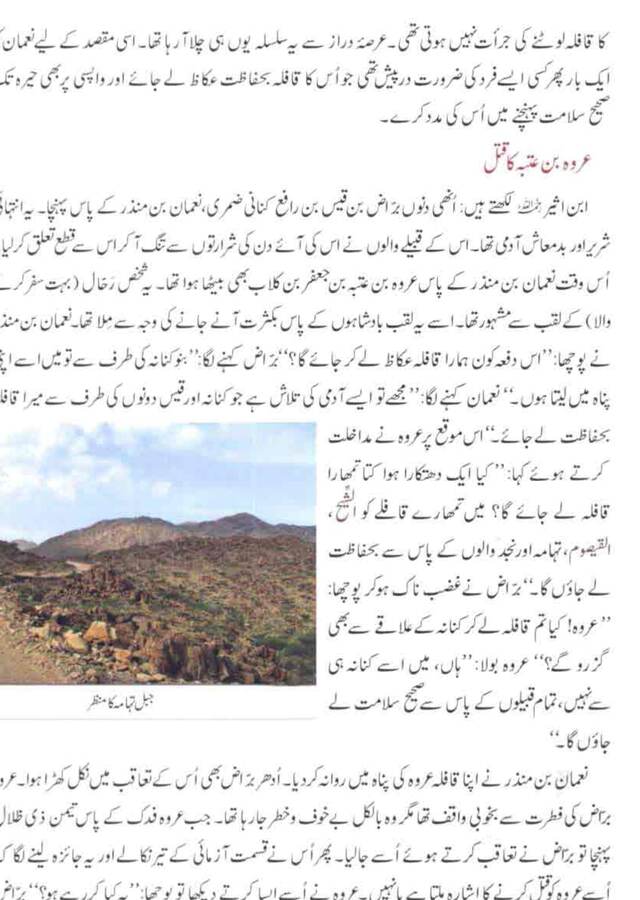 کا قافلہ لوٹنے کی جرأت نہیں ہوتی تھی۔ عرصۂ دراز سے یہ سلسلہ یوں ہی چلا آ رہا تھا۔ اسی مقصد کے لیے نعمان
ایک بار پھر کسی ایسے فرد کی ضرورت درپیش تھی جو اُس کا قافلہ بحفاظت عکاظ لے جائے اور واپسی پر بھی حیرہ تک
صحیح سلامت پہنچنے میں اُس کی مدد کرے۔
عروہ بن عتبہ کا قتل
ابن اثیر رحمہ اللہ لکھتے ہیں: اُنھی دنوں برّاض بن قیس بن رافع کنانی ضمری، نعمان بن منذر کے پاس پہنچا۔ یہ انتہائی
شریر اور بدمعاش آدمی تھا۔ اس کے قبیلے والوں نے اس کی آئے دن کی شرارتوں سے تنگ آ کر اس سے قطع تعلق کر لیا
اُس وقت نعمان بن منذر کے پاس عروہ بن عتبہ بن جعفر بن کلاب بھی بیٹھا ہوا تھا۔ یہ شخص رَحّال (بہت سفر کرنے
والا) کے لقب سے مشہور تھا۔ اسے یہ لقب بادشاہوں کے پاس بکثرت آنے جانے کی وجہ سے مِلا تھا۔ نعمان بن منذ
نے پوچھا: ’’اس دفعہ کون ہمارا قافلہ عکاظ لے کر جائے گا؟‘‘ برّاض کہنے لگا: ’’بنو کنانہ کی طرف سے تو میں اسے اپنی
پناہ میں لیتا ہوں۔‘‘ نعمان کہنے لگا: ’’مجھے تو ایسے آدمی کی تلاش ہے جو کنانہ اور قیس دونوں کی طرف سے میرا قافل
بحفاظت لے جائے۔‘‘ اس موقع پر عروہ نے مداخلت
کرتے ہوئے کہا: ’’کیا ایک دھتکارا ہوا کتا تمھارا
قافلہ لے جائے گا؟ میں تمھارے قافلے کو الشِّیح،
القیصوم، تہامہ اور نجد والوں کے پاس سے بحفاظت
لے جاؤں گا۔‘‘ برّاض نے غضب ناک ہو کر پوچھا:
’’عروہ! کیا تم قافلہ لے کر کنانہ کے علاقے سے بھی
گزرو گے؟‘‘ عروہ بولا: ’’ہاں، میں اسے کنانہ ہی
سے نہیں، تمام قبیلوں کے پاس سے صحیح سلامت لے
جاؤں گا۔‘‘
جبل تہامہ کا منظر
نعمان بن منذر نے اپنا قافلہ عروہ کی پناہ میں روانہ کر دیا۔ اُدھر برّاض بھی اُس کے تعاقب میں نکل کھڑا ہوا۔ عرو
برّاض کی فطرت سے بخوبی واقف تھا مگر وہ بالکل بے خوف و خطر جا رہا تھا۔ جب عروہ فدک کے پاس تیمن ذی ظلال
پہنچا تو برّاض نے تعاقب کرتے ہوئے اُسے جا لیا۔ پھر اُس نے قسمت آزمائی کے تیر نکالے اور یہ جائزہ لینے لگا ک
اُسے عروہ کو قتل کرنے کا اشارہ ملتا ہے یا نہیں۔ عروہ نے اُسے ایسا کرتے دیکھا تو پوچھا: ’’یہ کیا کر رہے ہو؟‘‘ برّاض